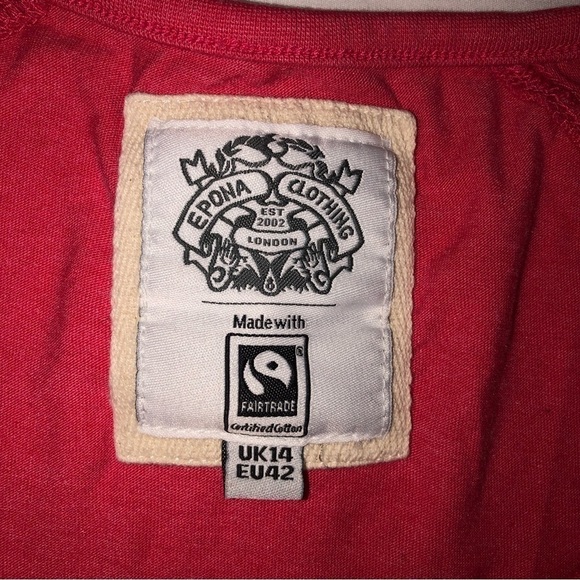 EPONA CLOTHING
EST
2002
LONDON
Made with
FAIRTRADE
Certified Cotton
UK14
EU42